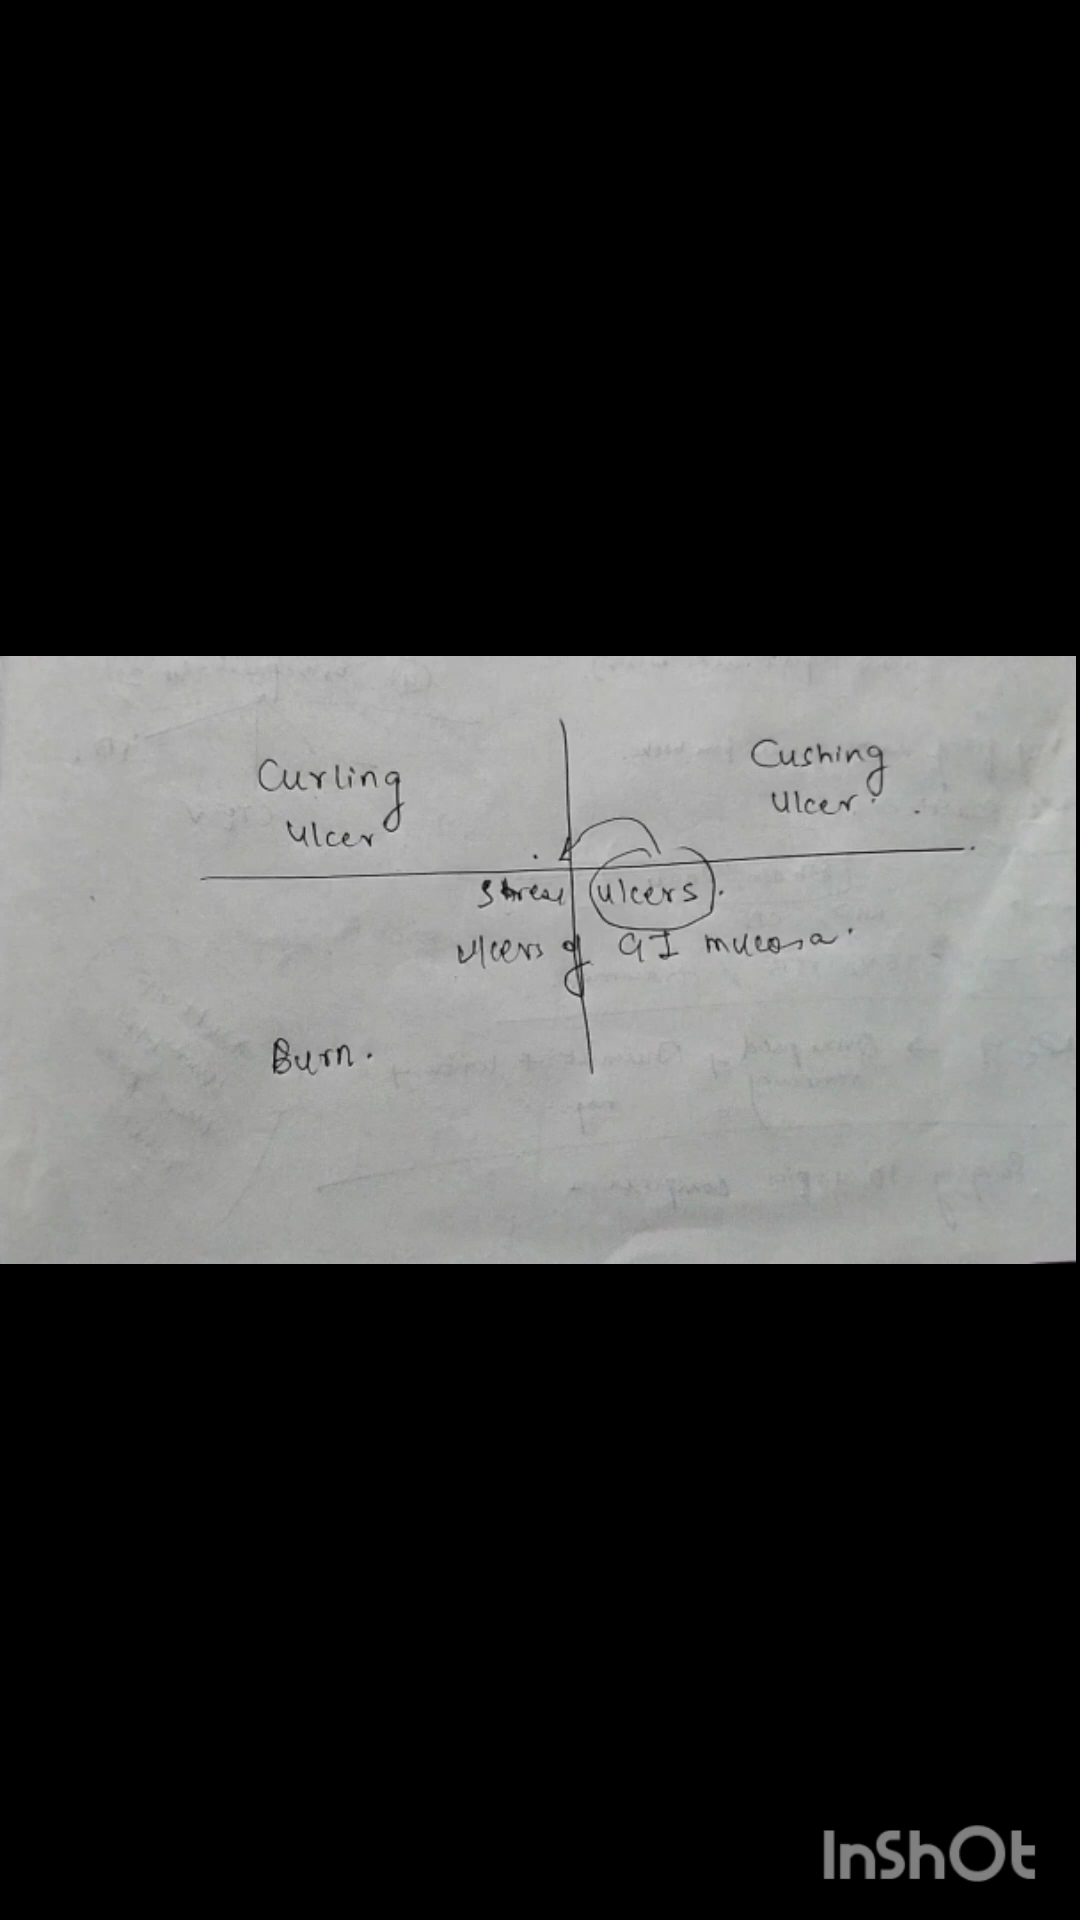 Curling
Ulcer
Cushing
Ulcer.
Stress ulcers.
Ulcers of GI mucosa.
Burn.
InShOt